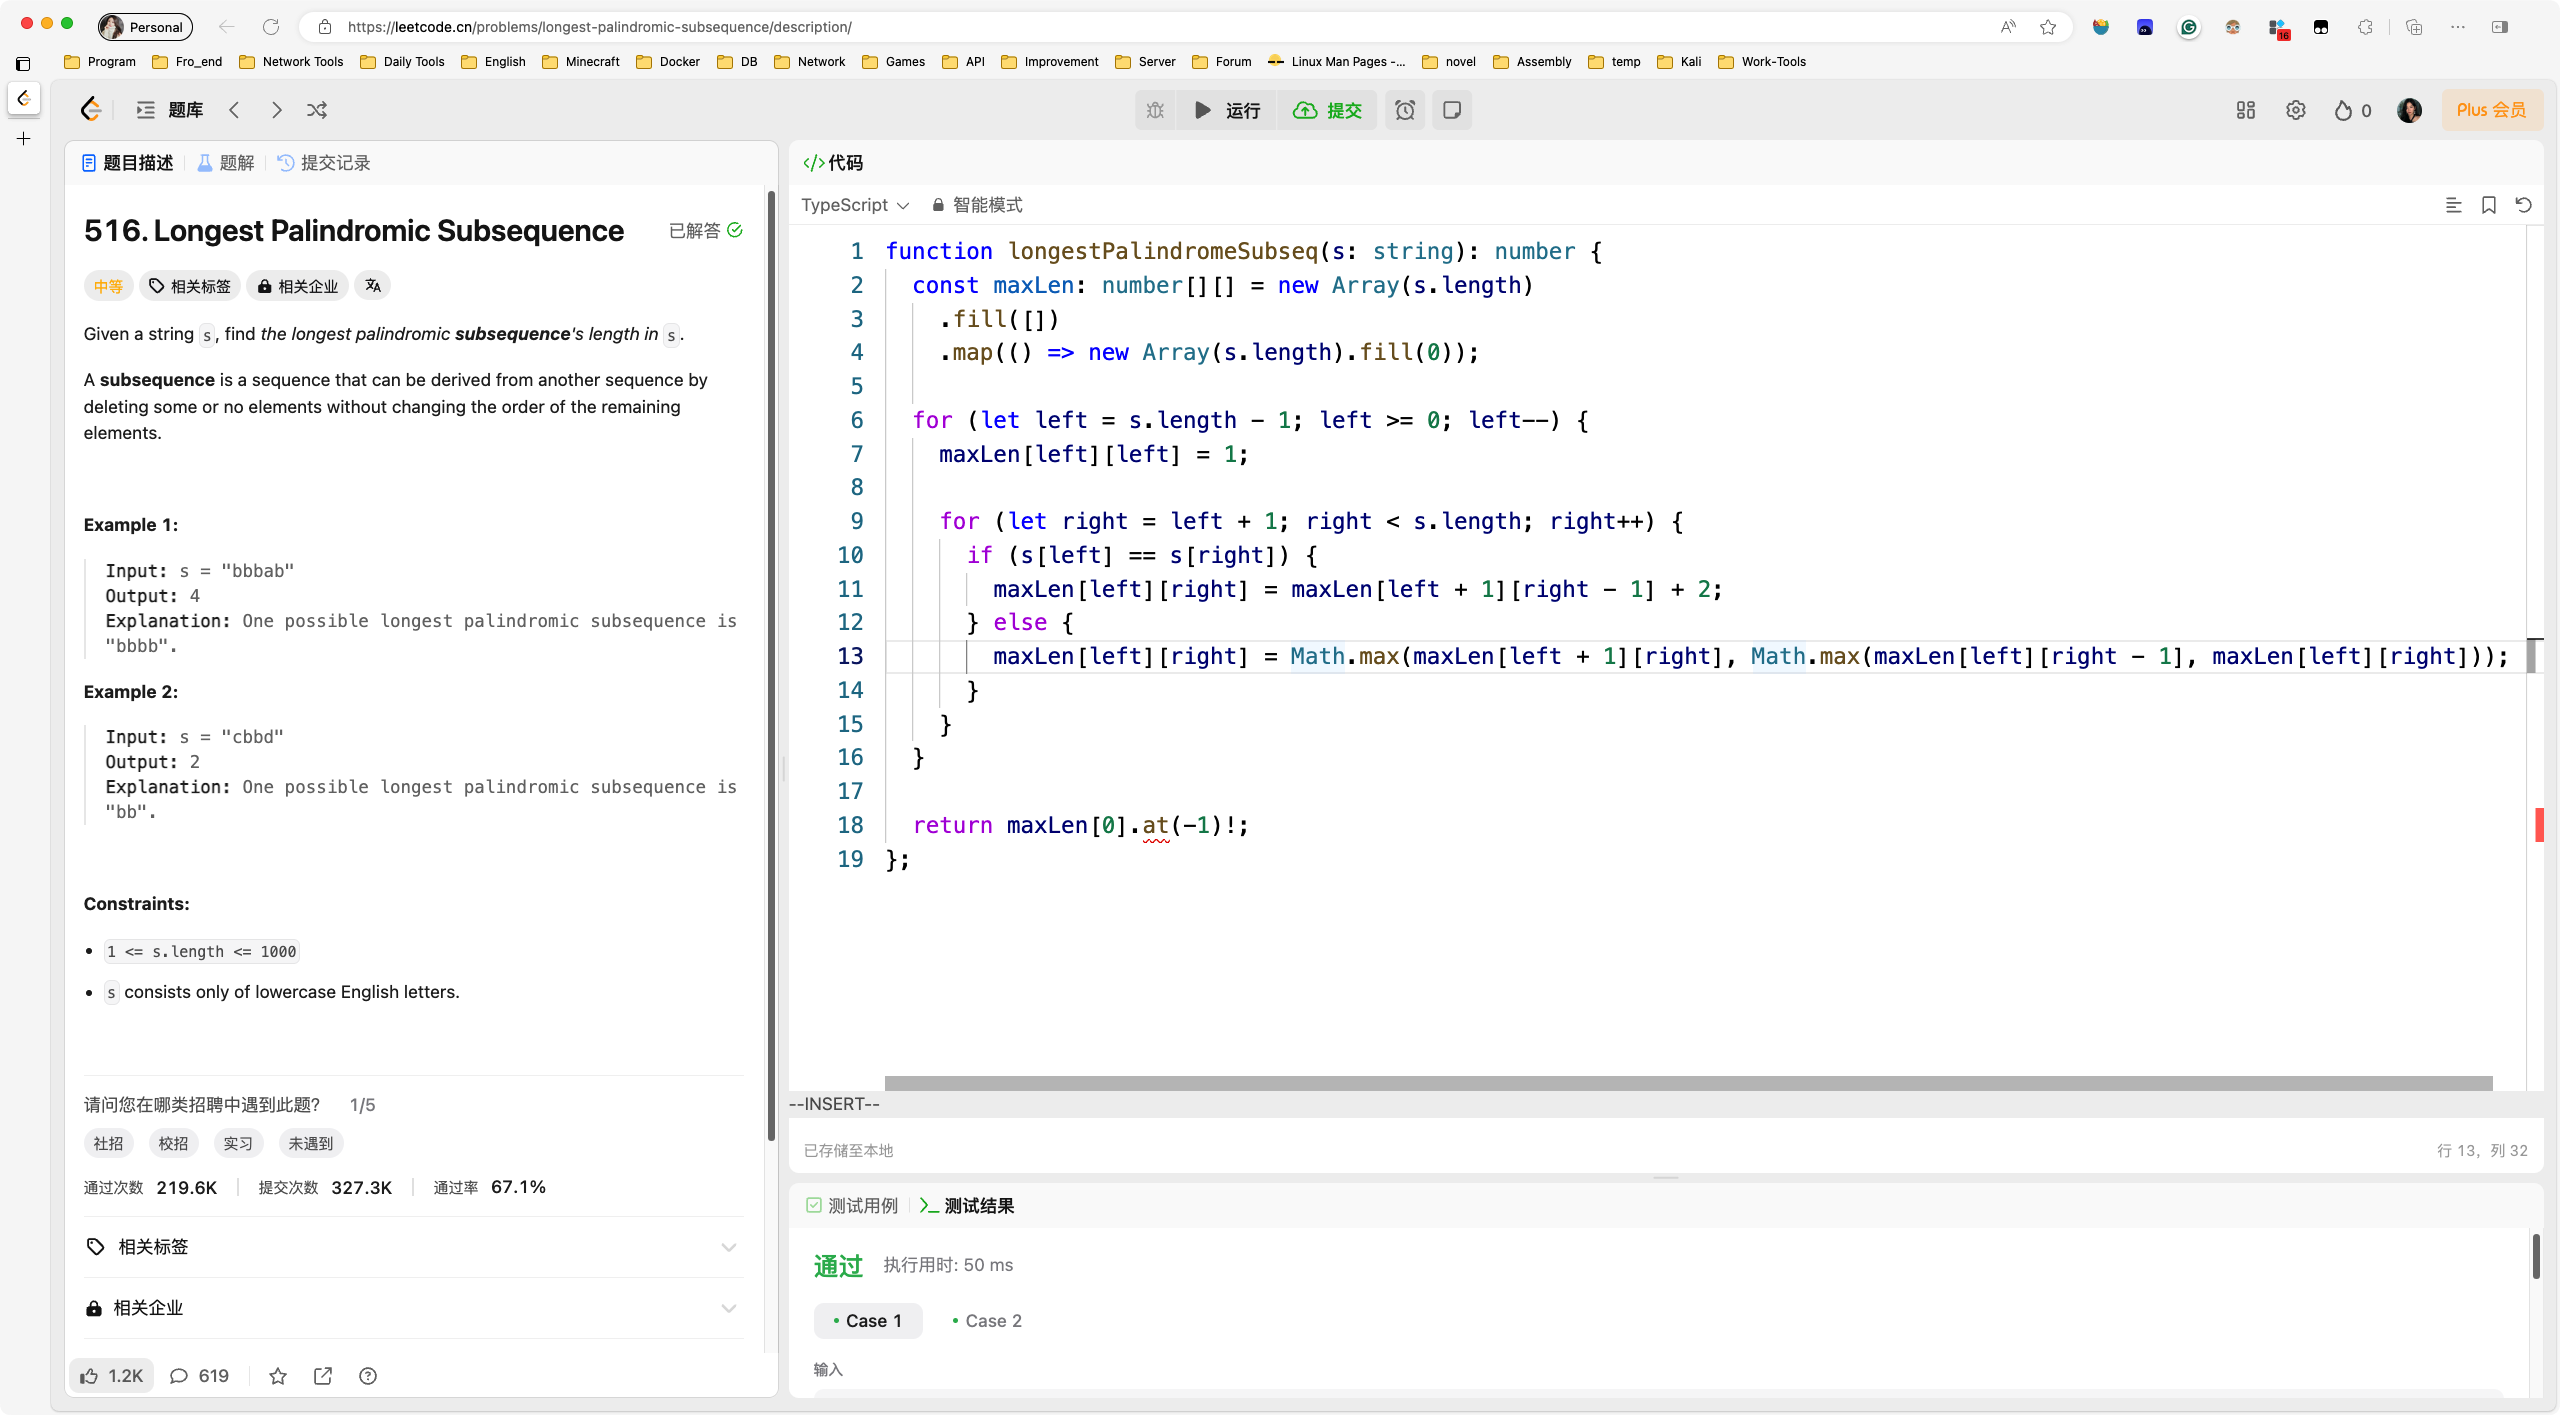 Personal
https://leetcode.cn/problems/longest-palindromic-subsequence/description/
Program Fro_end Network Tools Daily Tools English Minecraft Docker DB Network Games API Improvement Server Forum Linux Man Pages -... novel Assembly temp Kali Work-Tools
16
题库
运行 提交
0
Plus 会员
题目描述 题解 提交记录
516. Longest Palindromic Subsequence
已解答
中等 相关标签 相关企业
Given a string s, find the longest palindromic subsequence's length in s.
A subsequence is a sequence that can be derived from another sequence by
deleting some or no elements without changing the order of the remaining
elements.
Example 1:
Input: s = "bbbab"
Output: 4
Explanation: One possible longest palindromic subsequence is
"bbbb".
Example 2:
Input: s = "cbbd"
Output: 2
Explanation: One possible longest palindromic subsequence is
"bb".
Constraints:
• 1 <= s.length <= 1000
• s consists only of lowercase English letters.
请问您在哪类招聘中遇到此题? 1/5
社招 校招 实习 未遇到
通过次数 219.6K 提交次数 327.3K 通过率 67.1%
相关标签
相关企业
1.2K 619
</>代码
TypeScript 智能模式
1 function longestPalindromeSubseq(s: string): number {
2 const maxLen: number[][] = new Array(s.length)
3 .fill([])
4 .map(() => new Array(s.length).fill(0));
5
6 for (let left = s.length - 1; left >= 0; left--) {
7 maxLen[left][left] = 1;
8
9 for (let right = left + 1; right < s.length; right++) {
10 if (s[left] == s[right]) {
11 maxLen[left][right] = maxLen[left + 1][right - 1] + 2;
12 } else {
13 maxLen[left][right] = Math.max(maxLen[left + 1][right], Math.max(maxLen[left][right - 1], maxLen[left][right]));
14 }
15 }
16 }
17
18 return maxLen[0].at(-1)!;
19 };
--INSERT--
已存储至本地
行 13, 列 32
测试用例 测试结果
通过 执行用时: 50 ms
• Case 1 • Case 2
输入